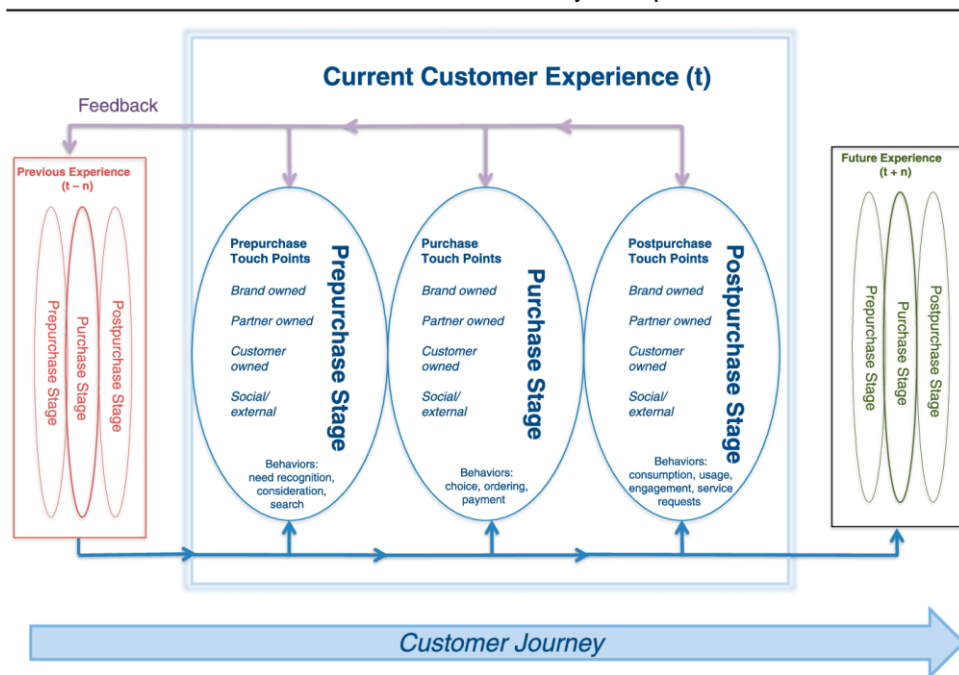 Current Customer Experience (t)
Feedback
Previous Experience
(t – n)
Prepurchase Stage
Purchase Stage
Postpurchase Stage
Prepurchase
Touch Points
Brand owned
Partner owned
Customer
owned
Social/
external
Prepurchase Stage
Behaviors:
need recognition,
consideration,
search
Purchase
Touch Points
Brand owned
Partner owned
Customer
owned
Social/
external
Purchase Stage
Behaviors:
choice, ordering,
payment
Postpurchase
Touch Points
Brand owned
Partner owned
Customer
owned
Social/
external
Postpurchase Stage
Behaviors:
consumption, usage,
engagement, service
requests
Future Experience
(t + n)
Prepurchase Stage
Purchase Stage
Postpurchase Stage
Customer Journey